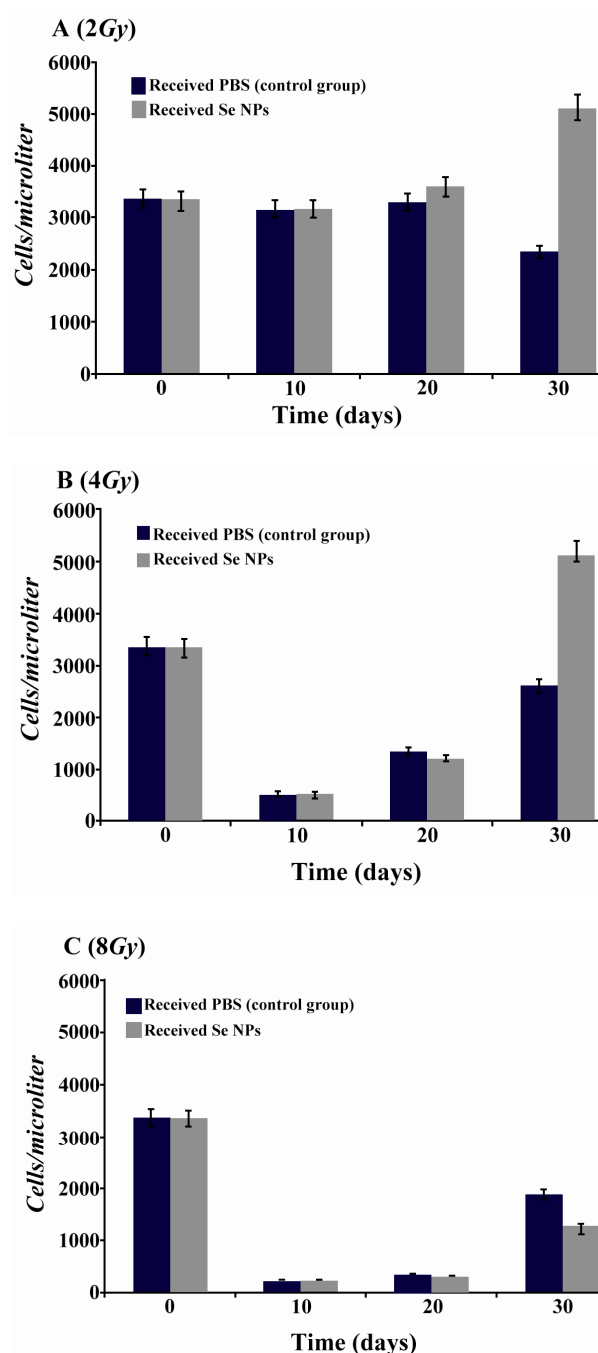 A (2Gy)
Received PBS (control group)
Received Se NPs
6000
5000
4000
3000
2000
1000
0
Cells/microliter
0 10 20 30
Time (days)
B (4Gy)
Received PBS (control group)
Received Se NPs
6000
5000
4000
3000
2000
1000
0
Cells/microliter
0 10 20 30
Time (days)
C (8Gy)
Received PBS (control group)
Received Se NPs
6000
5000
4000
3000
2000
1000
0
Cells/microliter
0 10 20 30
Time (days)